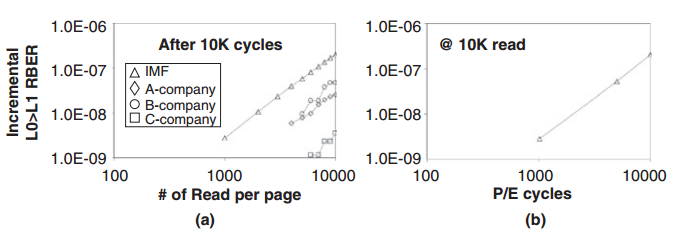 Incremental
L0>L1 RBER
1.0E-06
1.0E-07
1.0E-08
1.0E-09
After 10K cycles
IMF
A-company
B-company
C-company
100
1000
10000
# of Read per page
(a)
1.0E-06
1.0E-07
1.0E-08
1.0E-09
@ 10K read
100
1000
10000
P/E cycles
(b)